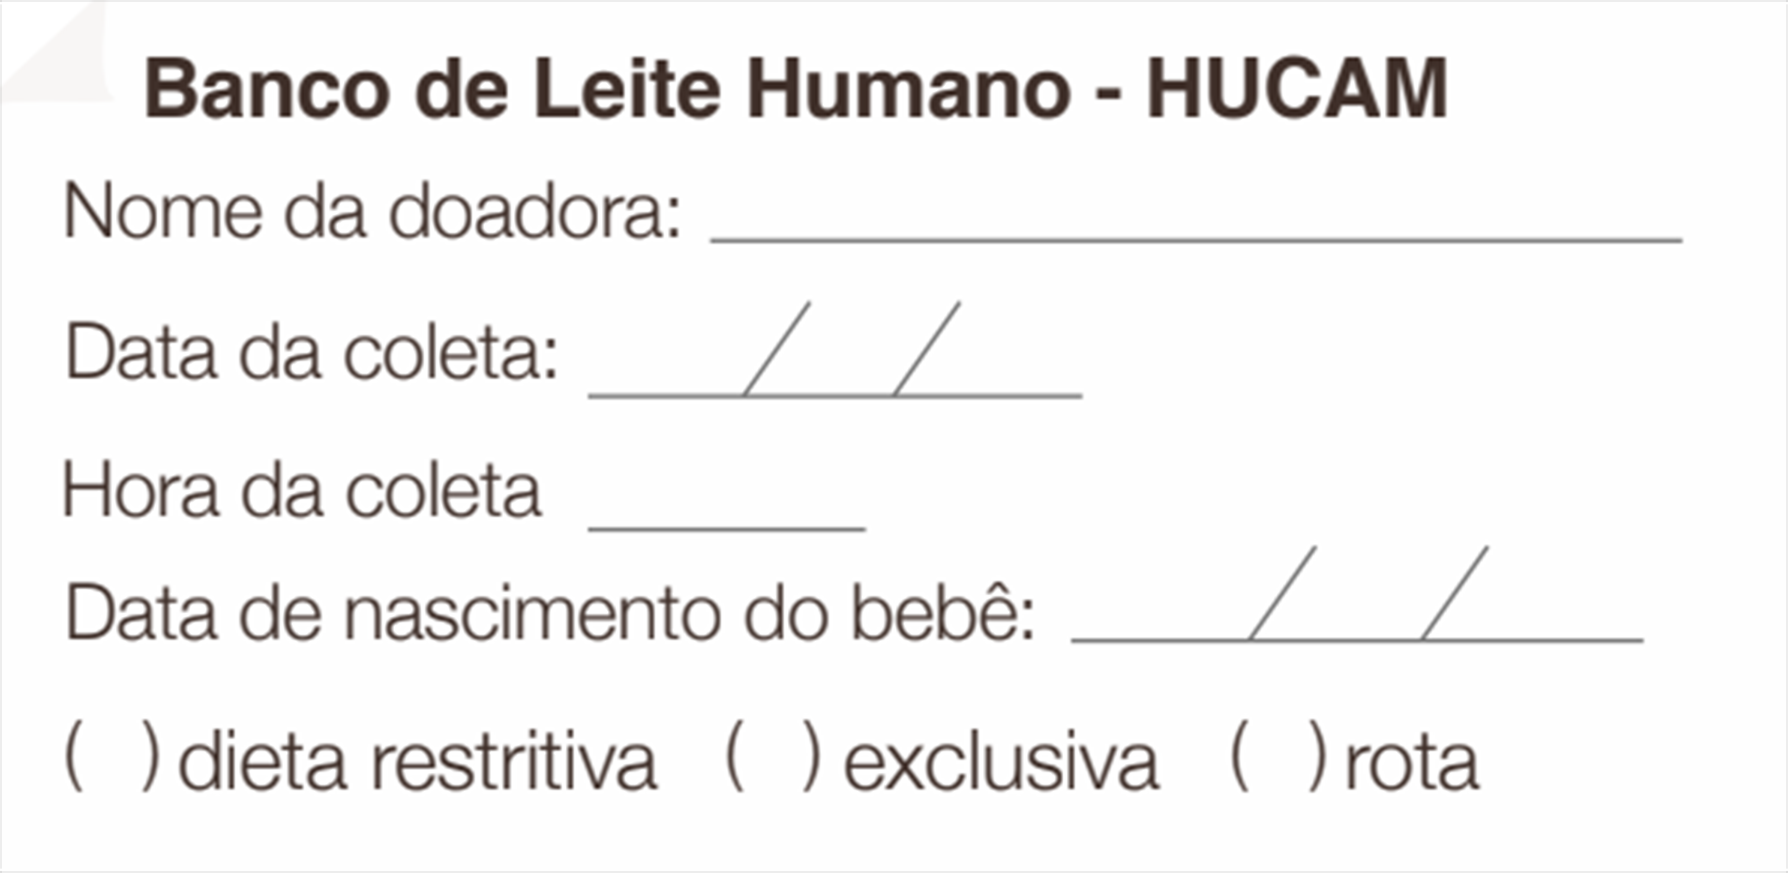 Banco de Leite Humano - HUCAM
Nome da doadora: ____________________
Data da coleta: ____/____/____
Hora da coleta ________
Data de nascimento do bebê: ____/____/____
( ) dieta restritiva ( ) exclusiva ( ) rota